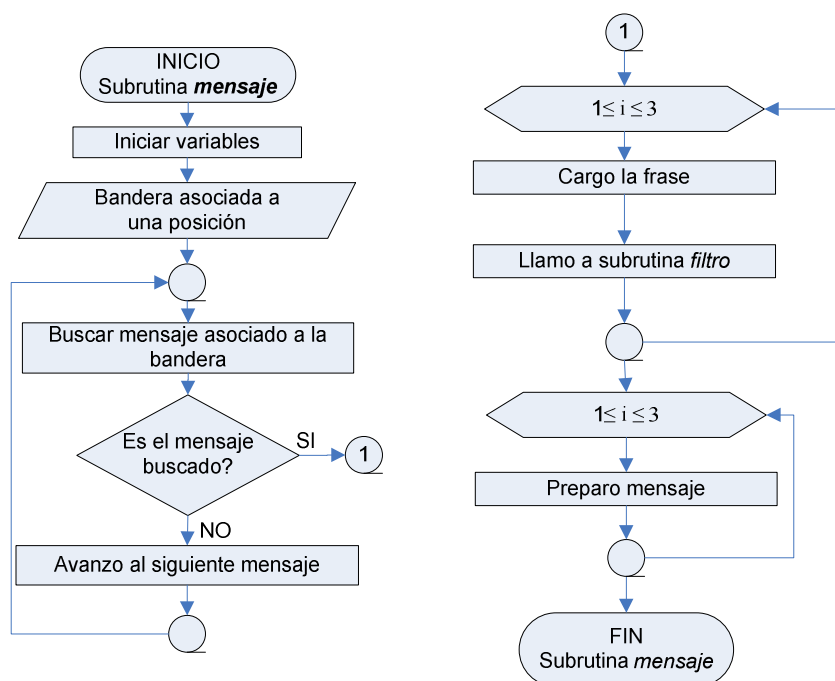 INICIO
Subrutina mensaje
Iniciar variables
Bandera asociada a
una posición
Buscar mensaje asociado a la
bandera
Es el mensaje
buscado?
SI
1
NO
Avanzo al siguiente mensaje
1
1≤ i ≤ 3
Cargo la frase
Llamo a subrutina filtro
1≤ i ≤ 3
Preparo mensaje
FIN
Subrutina mensaje